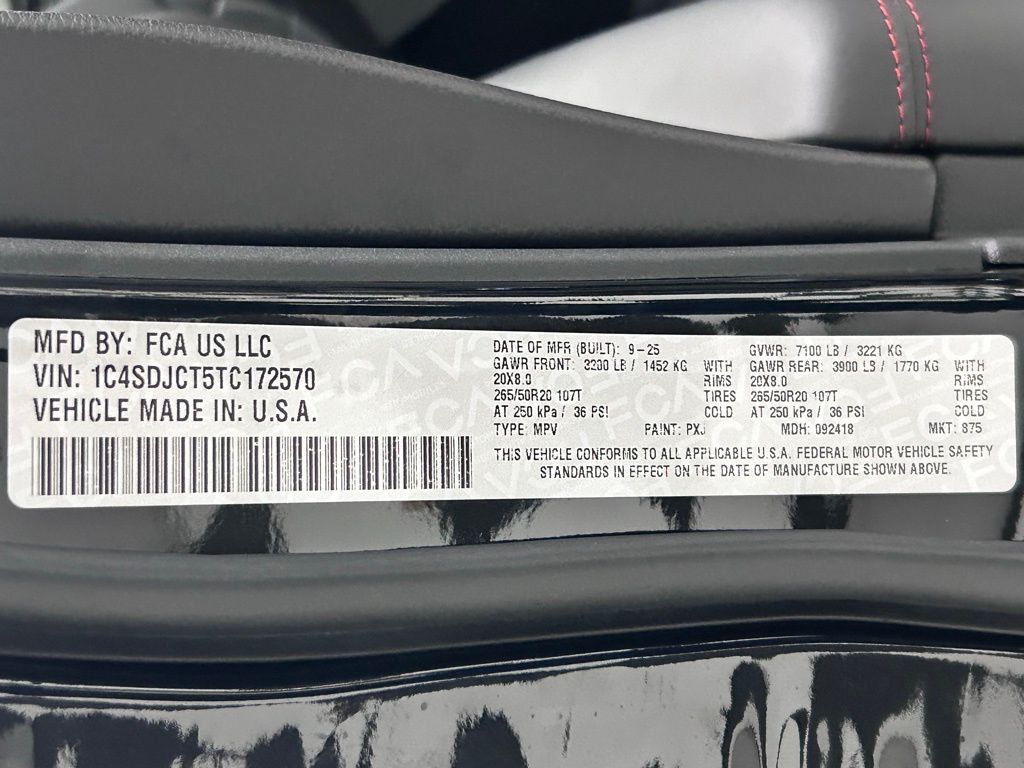 MFD BY: FCA US LLC
VIN: 1C4SDJCT5TC172570
VEHICLE MADE IN: U.S.A.
DATE OF MFR (BUILT): 9-25
GAWR FRONT: 3200 LB / 1452 KG WITH
20X8.0 RIMS
265/50R20 107T TIRES
AT 250 kPa / 36 PSI COLD
TYPE: MPV PAINT: PXJ
GVWR: 7100 LB / 3221 KG
GAWR REAR: 3900 LB / 1770 KG WITH
20X8.0 RIMS
265/50R20 107T TIRES
AT 250 kPa / 36 PSI COLD
MDH: 092418 MKT: 875
THIS VEHICLE CONFORMS TO ALL APPLICABLE U.S.A. FEDERAL MOTOR VEHICLE SAFETY
STANDARDS IN EFFECT ON THE DATE OF MANUFACTURE SHOWN ABOVE.